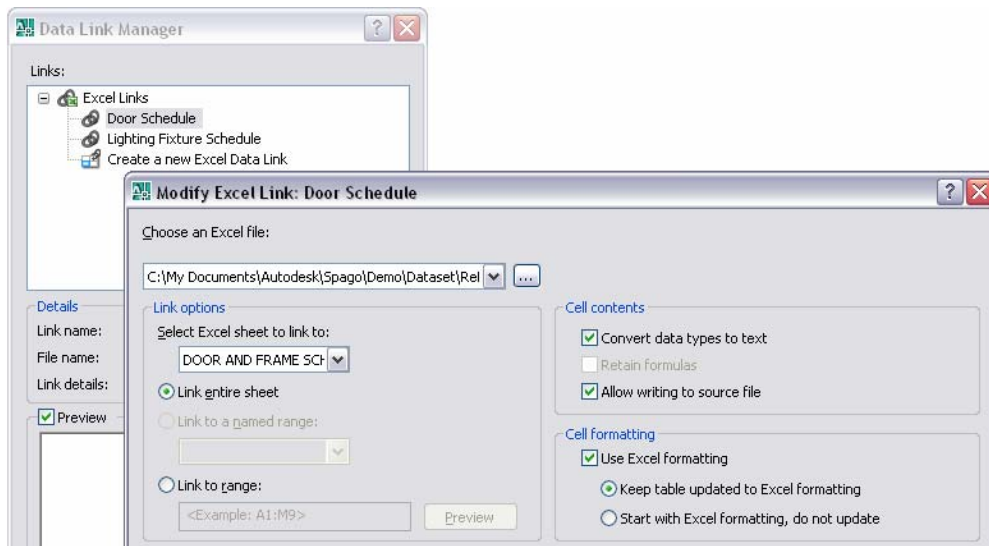 Data Link Manager
Links:
Excel Links
Door Schedule
Lighting Fixture Schedule
Create a new Excel Data Link
Details
Link name:
File name:
Link details:
Preview
Modify Excel Link: Door Schedule
Choose an Excel file:
C:\My Documents\Autodesk\Spago\Demo\Dataset\Rel
...
Link options
Select Excel sheet to link to:
DOOR AND FRAME SCH
Link entire sheet
Link to a named range:
Link to range:
<Example: A1:M9>
Preview
Cell contents
Convert data types to text
Retain formulas
Allow writing to source file
Cell formatting
Use Excel formatting
Keep table updated to Excel formatting
Start with Excel formatting, do not update